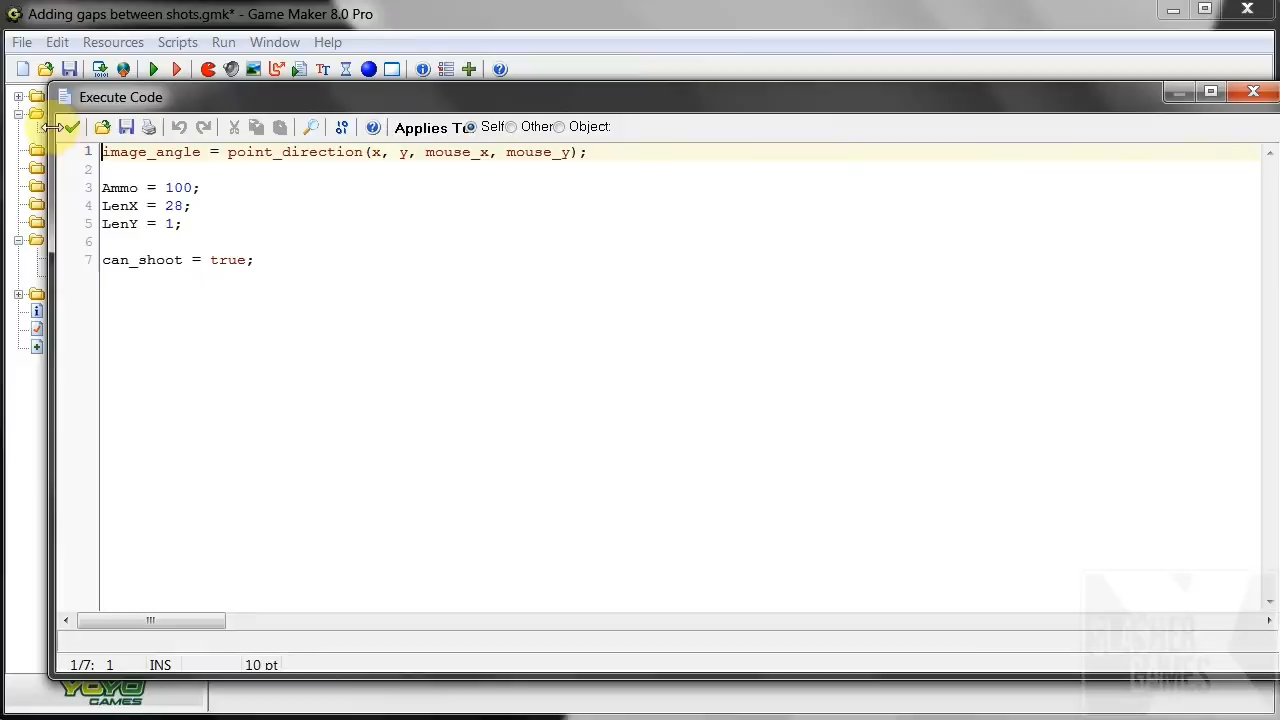 Adding gaps between shots.gmk* - Game Maker 8.0 Pro
File Edit Resources Scripts Run Window Help
Execute Code
Applies To Self Other Object:
1 image_angle = point_direction(x, y, mouse_x, mouse_y);
2
3 Ammo = 100;
4 LenX = 28;
5 LenY = 1;
6
7 can_shoot = true;
1/7: 1 INS 10 pt
YOYO
GAMES
SLASHER
GAMES